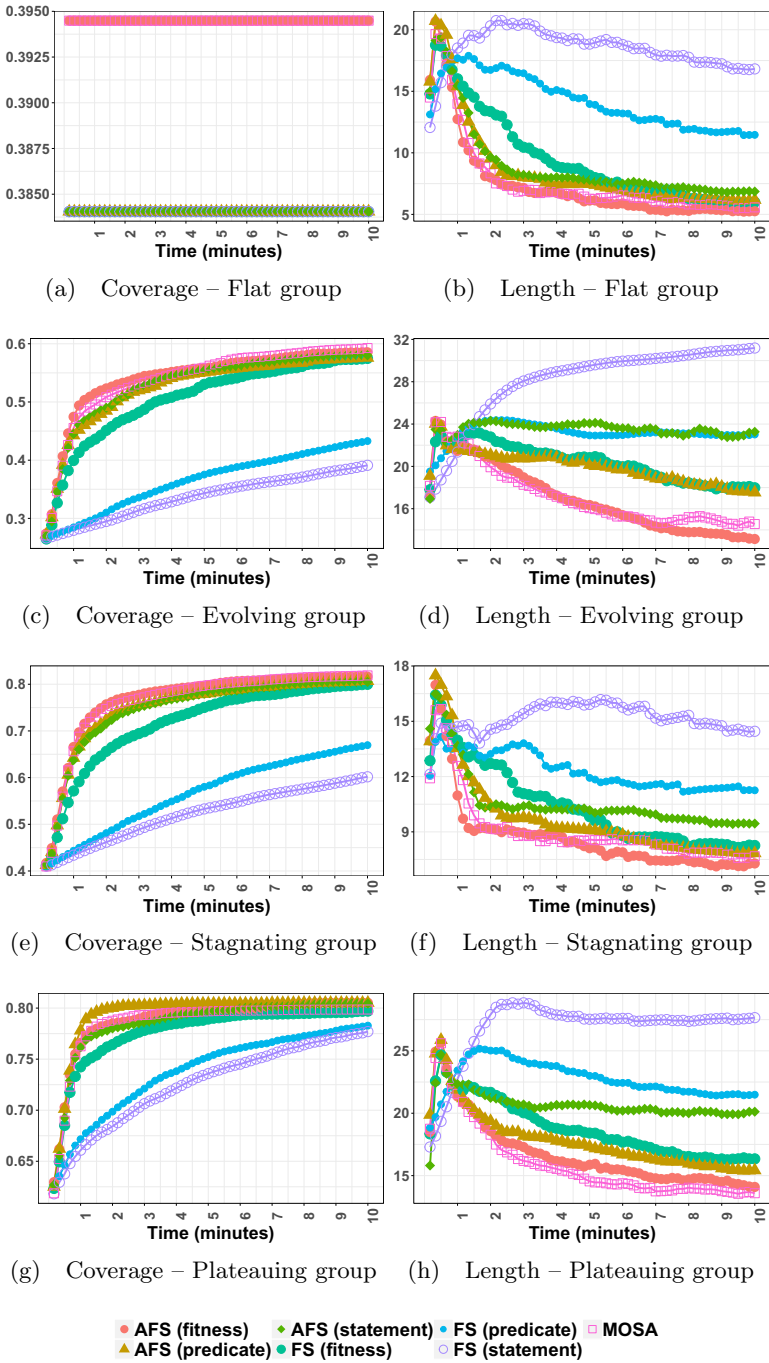 0.3950
0.3925
0.3900
0.3875
0.3850
1 2 3 4 5 6 7 8 9 10
Time (minutes)
(a) Coverage – Flat group
20
15
10
5
1 2 3 4 5 6 7 8 9 10
Time (minutes)
(b) Length – Flat group
0.6
0.5
0.4
0.3
1 2 3 4 5 6 7 8 9 10
Time (minutes)
(c) Coverage – Evolving group
32
28
24
20
16
1 2 3 4 5 6 7 8 9 10
Time (minutes)
(d) Length – Evolving group
0.8
0.7
0.6
0.5
0.4
1 2 3 4 5 6 7 8 9 10
Time (minutes)
(e) Coverage – Stagnating group
18
15
12
9
1 2 3 4 5 6 7 8 9 10
Time (minutes)
(f) Length – Stagnating group
0.80
0.75
0.70
0.65
1 2 3 4 5 6 7 8 9 10
Time (minutes)
(g) Coverage – Plateauing group
25
20
15
1 2 3 4 5 6 7 8 9 10
Time (minutes)
(h) Length – Plateauing group
AFS (fitness) AFS (statement) FS (predicate) MOSA
AFS (predicate) FS (fitness) FS (statement)